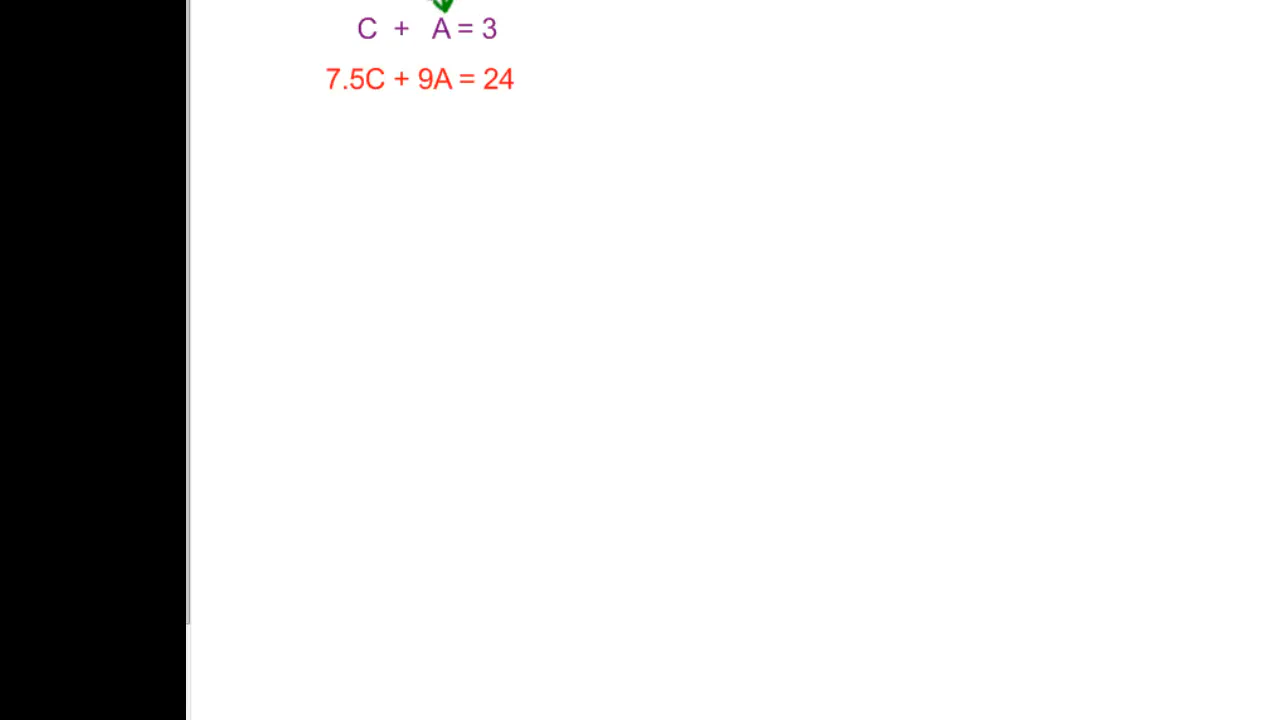 C + A = 3
7.5C + 9A = 24